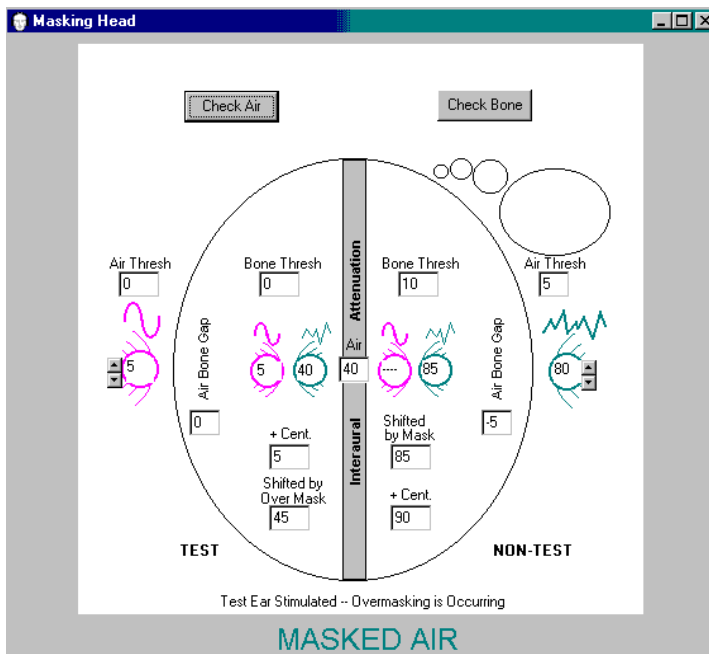 Masking Head
Check Air
Check Bone
Air Thresh
0
Bone Thresh
0
Bone Thresh
10
Air Thresh
5
Attenuation
Air Bone Gap
Air
Air Bone Gap
5
5
40
40
----
85
80
0
-5
Interaural
+ Cent.
5
Shifted
by Mask
85
Shifted by
Over Mask
45
+ Cent.
90
TEST
NON-TEST
Test Ear Stimulated -- Overmasking is Occurring
MASKED AIR